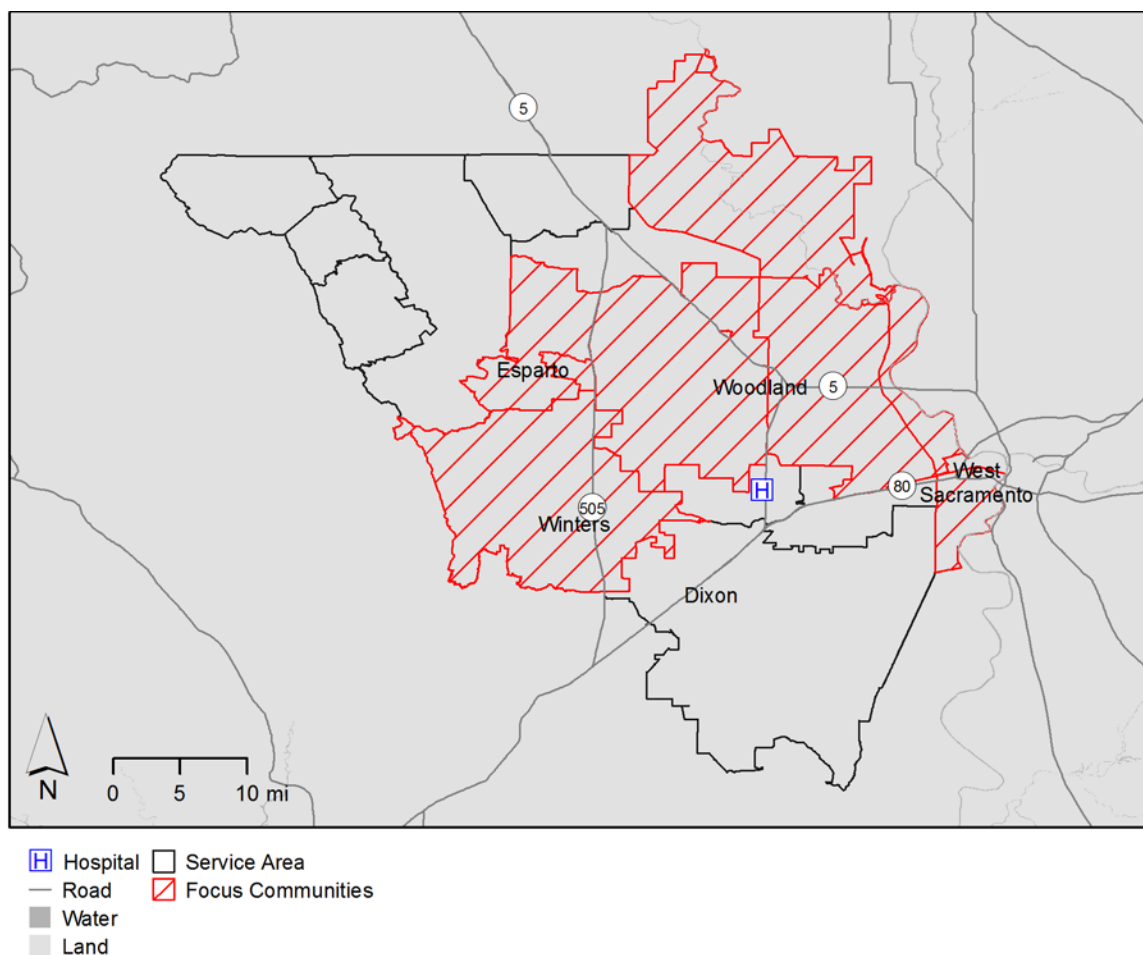 5
Esparto
Woodland
5
West
Sacramento
80
H
505
Winters
Dixon
N
0 5 10 mi
H Hospital
Service Area
Road
Focus Communities
Water
Land